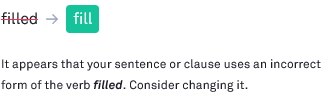 filled → fill
It appears that your sentence or clause uses an incorrect
form of the verb filled. Consider changing it.